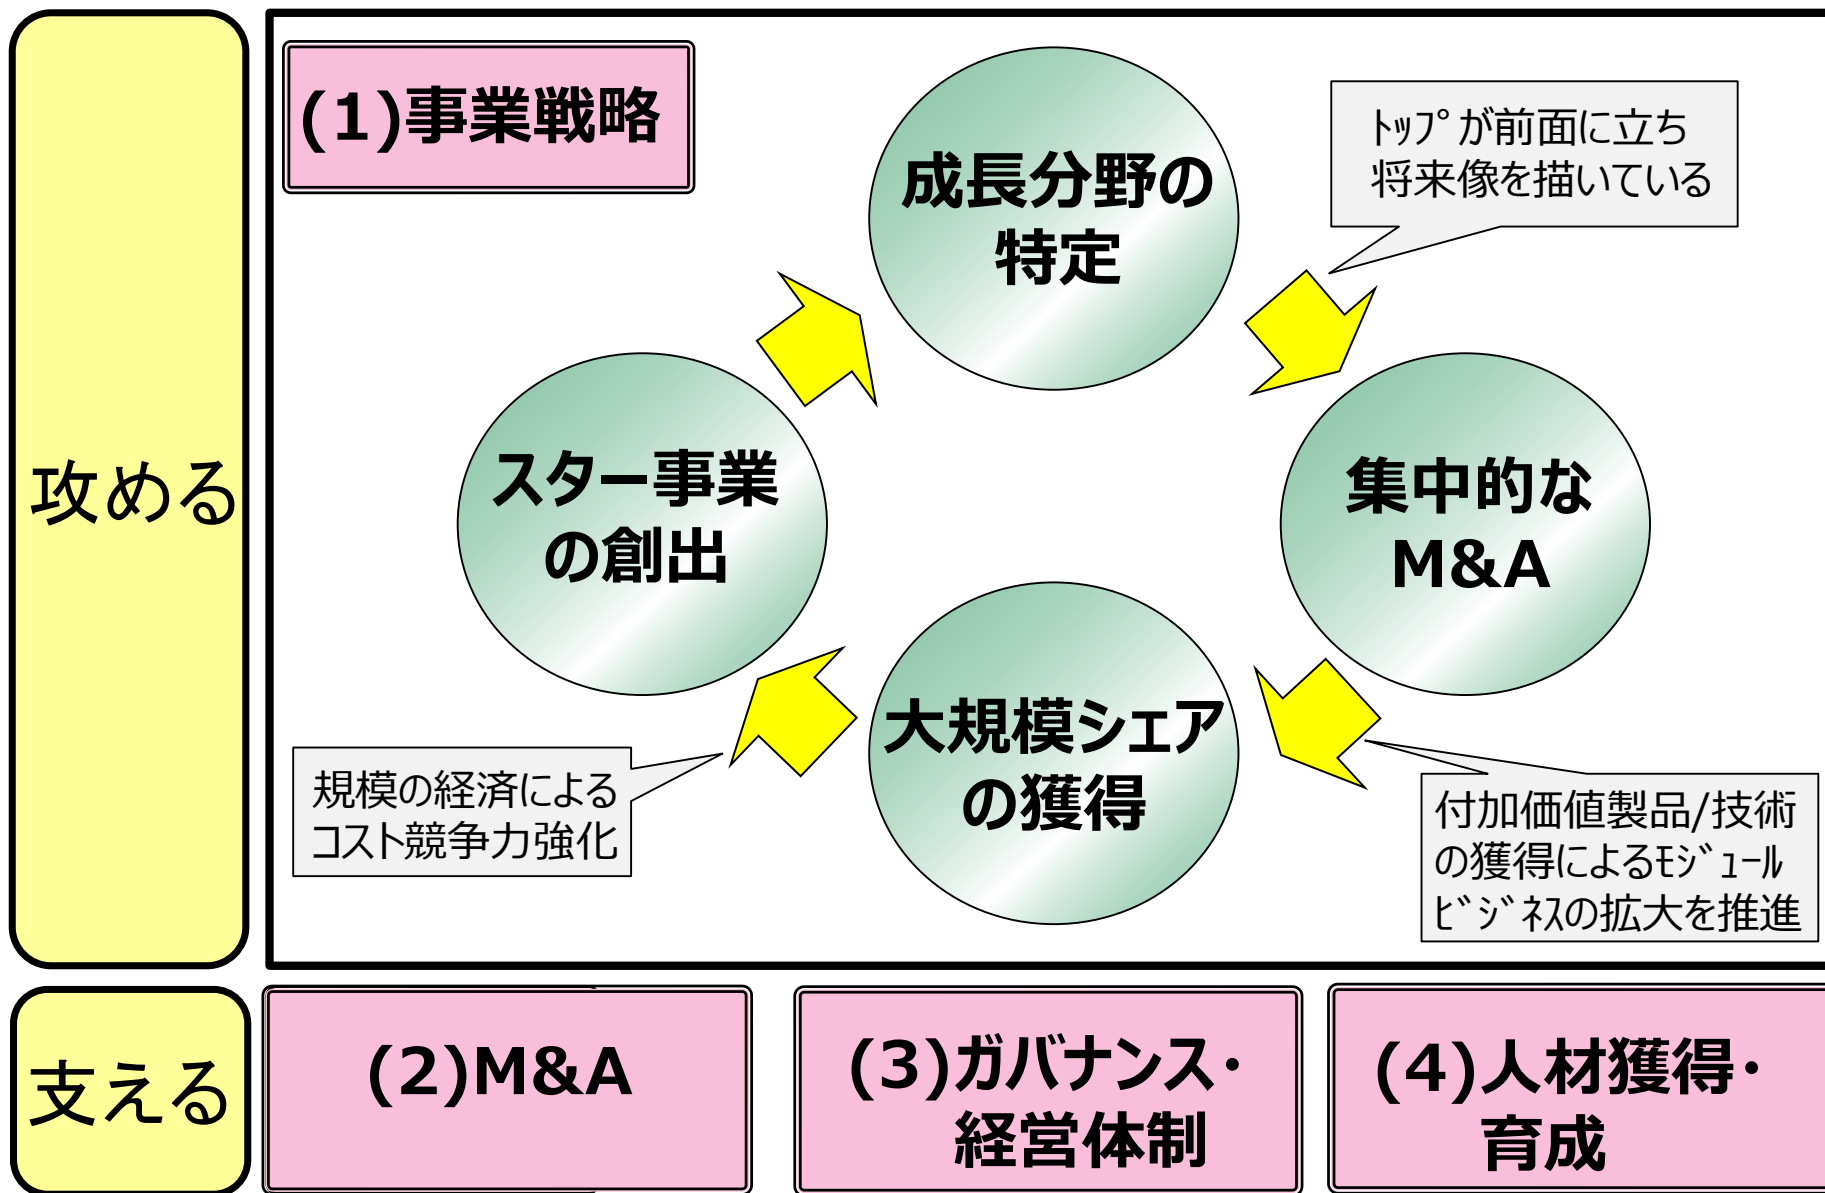 攻める
(1)事業戦略
成長分野の
特定
ﾄｯﾌﾟが前面に立ち
将来像を描いている
スター事業
の創出
集中的な
M&A
大規模シェア
の獲得
規模の経済による
コスト競争力強化
付加価値製品/技術
の獲得によるﾓｼﾞｭｰﾙ
ﾋﾞｼﾞﾈｽの拡大を推進
支える
(2)M&A
(3)ガバナンス・
経営体制
(4)人材獲得・
育成